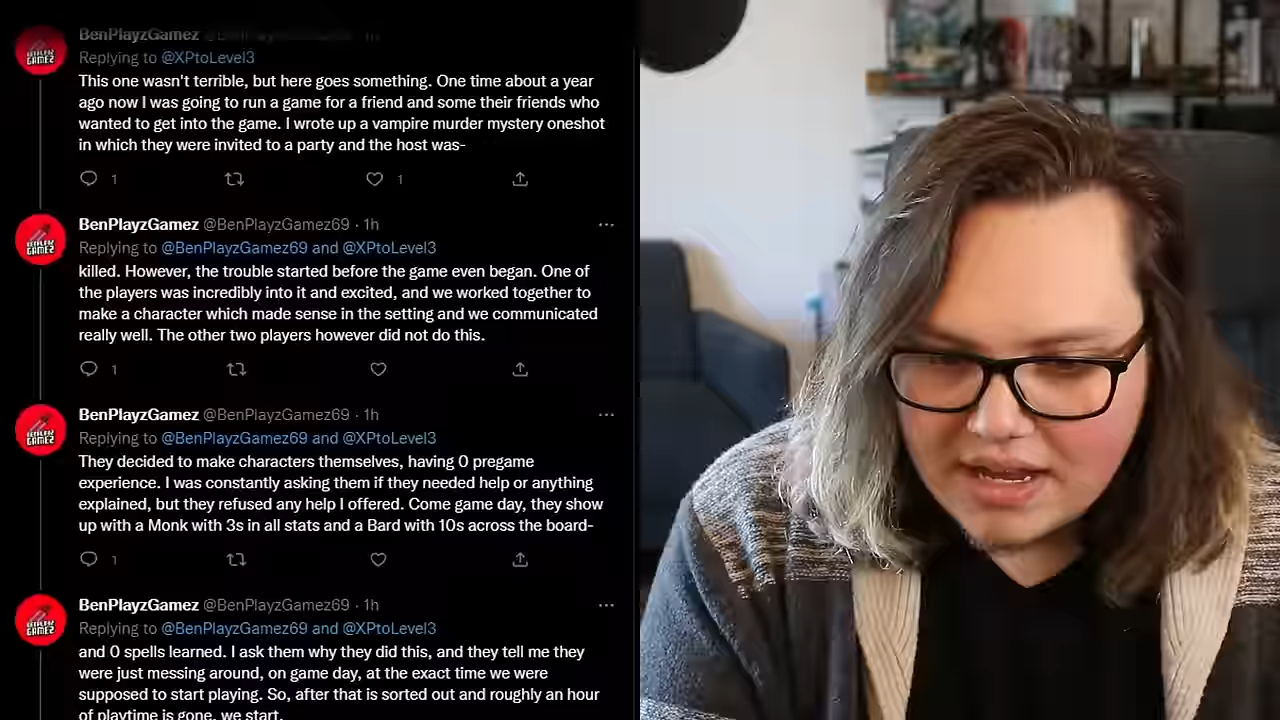 BenPlayzGamez
Replying to @XPtoLevel3
This one wasn't terrible, but here goes something. One time about a year
ago now I was going to run a game for a friend and some their friends who
wanted to get into the game. I wrote up a vampire murder mystery oneshot
in which they were invited to a party and the host was-
1 1
BenPlayzGamez @BenPlayzGamez69 · 1h
Replying to @BenPlayzGamez69 and @XPtoLevel3
killed. However, the trouble started before the game even began. One of
the players was incredibly into it and excited, and we worked together to
make a character which made sense in the setting and we communicated
really well. The other two players however did not do this.
1
BenPlayzGamez @BenPlayzGamez69 · 1h
Replying to @BenPlayzGamez69 and @XPtoLevel3
They decided to make characters themselves, having 0 pregame
experience. I was constantly asking them if they needed help or anything
explained, but they refused any help I offered. Come game day, they show
up with a Monk with 3s in all stats and a Bard with 10s across the board-
1
BenPlayzGamez @BenPlayzGamez69 · 1h
Replying to @BenPlayzGamez69 and @XPtoLevel3
and 0 spells learned. I ask them why they did this, and they tell me they
were just messing around, on game day, at the exact time we were
supposed to start playing. So, after that is sorted out and roughly an hour
of playtime is gone, we start.